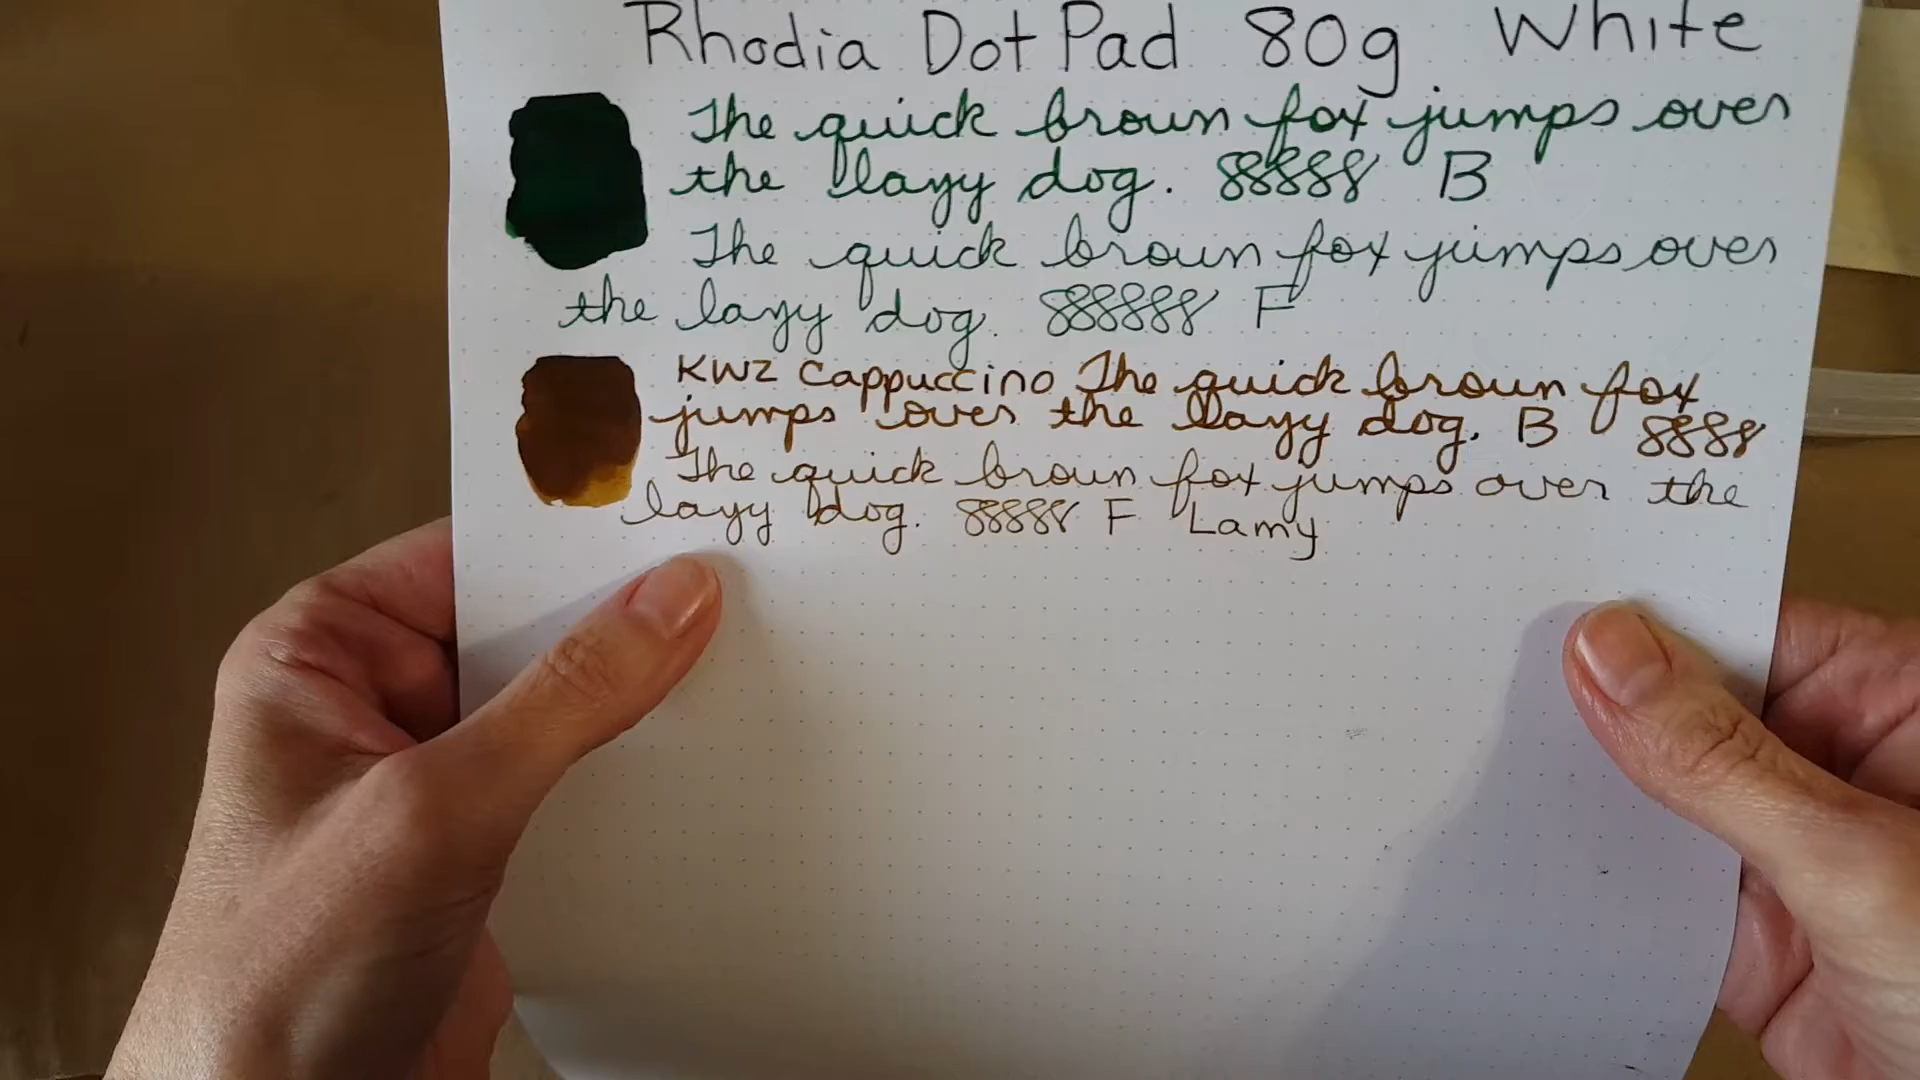 Rhodia Dot Pad 80g White
The quick brown fox jumps over
the lazy dog. 88888 B
The quick brown fox jumps over
the lazy dog. 888888 F
KWZ Cappuccino The quick brown fox
jumps over the lazy dog. B 8888
The quick brown fox jumps over the
lazy dog. 88888 F Lamy